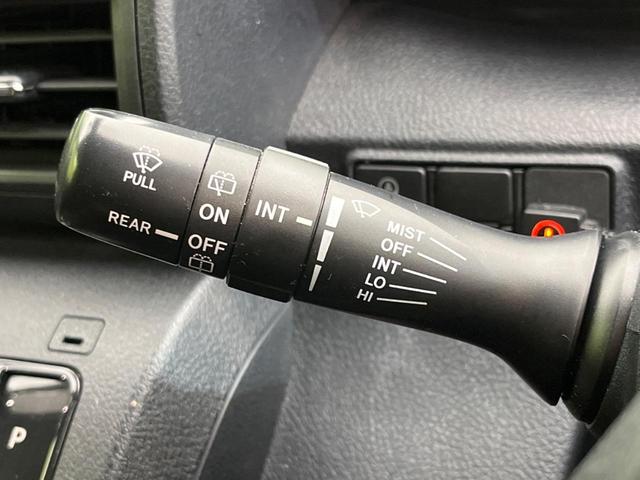 PULL
REAR
ON
OFF
INT
MIST
OFF
INT
LO
HI
P